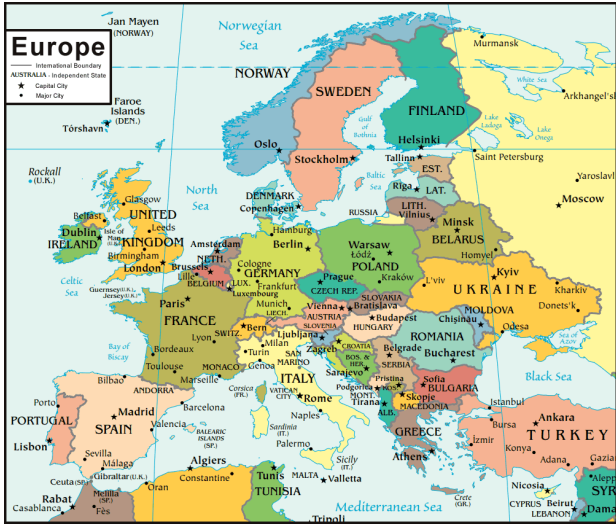 Jan Mayen
(NORWAY)
Norwegian
Sea
Murmansk
Europe
International Boundary
AUSTRALIA - Independent State
Capital City
Major City
White Sea
NORWAY
SWEDEN
FINLAND
Arkhangel'sk
Faroe
Islands
(DEN.)
Tórshavn
Gulf
of
Bothnia
Lake
Ladoga
Lake
Onega
Oslo
Helsinki
Stockholm
Tallinn
Saint Petersburg
EST.
Rockall
(U.K.)
Baltic
Sea
Yaroslavl
North
Sea
Riga
LAT.
DENMARK
Copenhagen
LITH.
Vilnius
Moscow
Glasgow
RUSSIA
Belfast
UNITED
KINGDOM
Dublin
IRELAND
Isle of
Man
(U.K.)
Leeds
Birmingham
London
Minsk
BELARUS
Homyel'
Hamburg
Berlin
Amsterdam
NETH.
Warsaw
Łódź
POLAND
Kraków
Celtic
Sea
Brussels
Lille
BELGIUM
Cologne
GERMANY
Frankfurt
LUX.
Luxembourg
Prague
CZECH REP.
L'viv
Kyiv
UKRAINE
Kharkiv
Donets'k
Guernsey (U.K.)
Jersey (U.K.)
Paris
FRANCE
Munich
LIECH.
Vienna
AUSTRIA
SLOVAKIA
Bratislava
Budapest
HUNGARY
MOLDOVA
Chişinău
Odesa
Sea of
Azov
SWITZ.
Bern
SLOVENIA
Ljubljana
Zagreb
CROATIA
ROMANIA
Bucharest
Lyon
Milan
Turin
Genoa
SAN
MARINO
BOS. &
HER.
Sarajevo
Belgrade
SERBIA
Bay of
Biscay
Bordeaux
Toulouse
MONACO
Marseille
Black Sea
Bilbao
ANDORRA
Corsica
(FR.)
ITALY
VATICAN
CITY
Rome
Podgorica
MONT.
Pristina
KOS.
Sofia
BULGARIA
Skopje
MACEDONIA
Tirana
ALB.
Porto
PORTUGAL
Lisbon
Madrid
SPAIN
Barcelona
Valencia
BALEARIC
ISLANDS
(SP.)
Sardinia
(IT.)
Naples
Istanbul
Bursa
Ankara
TURKEY
GREECE
Athens
İzmir
Konya
Adana
Sevilla
Málaga
Gibraltar (U.K.)
Palermo
Sicily
(IT.)
Ceuta (SP.)
Melilla
(SP.)
Algiers
Oran
Constantine
Tunis
TUNISIA
MALTA
Valletta
Casablanca
Rabat
Fès
Mediterranean Sea
Tripoli
Crete
(GR.)
Nicosia
CYPRUS
Beirut
LEBANON
Gazian
Aleppo
SYR
Dam